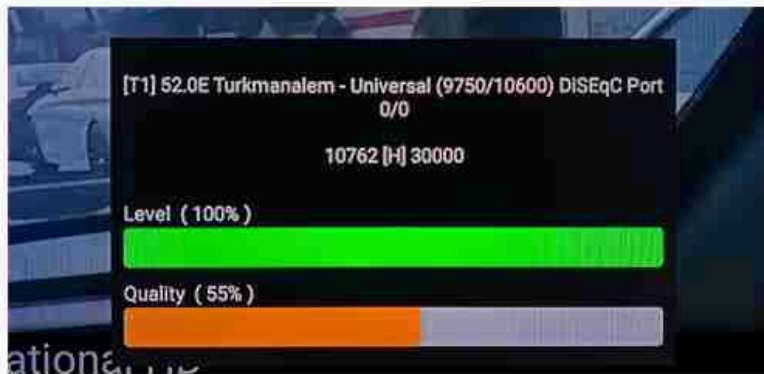 [T1] 52.0E Turkmanalem - Universal (9750/10600) DiSEqC Port
0/0
10762 [H] 30000
Level ( 100% )
Quality ( 55% )